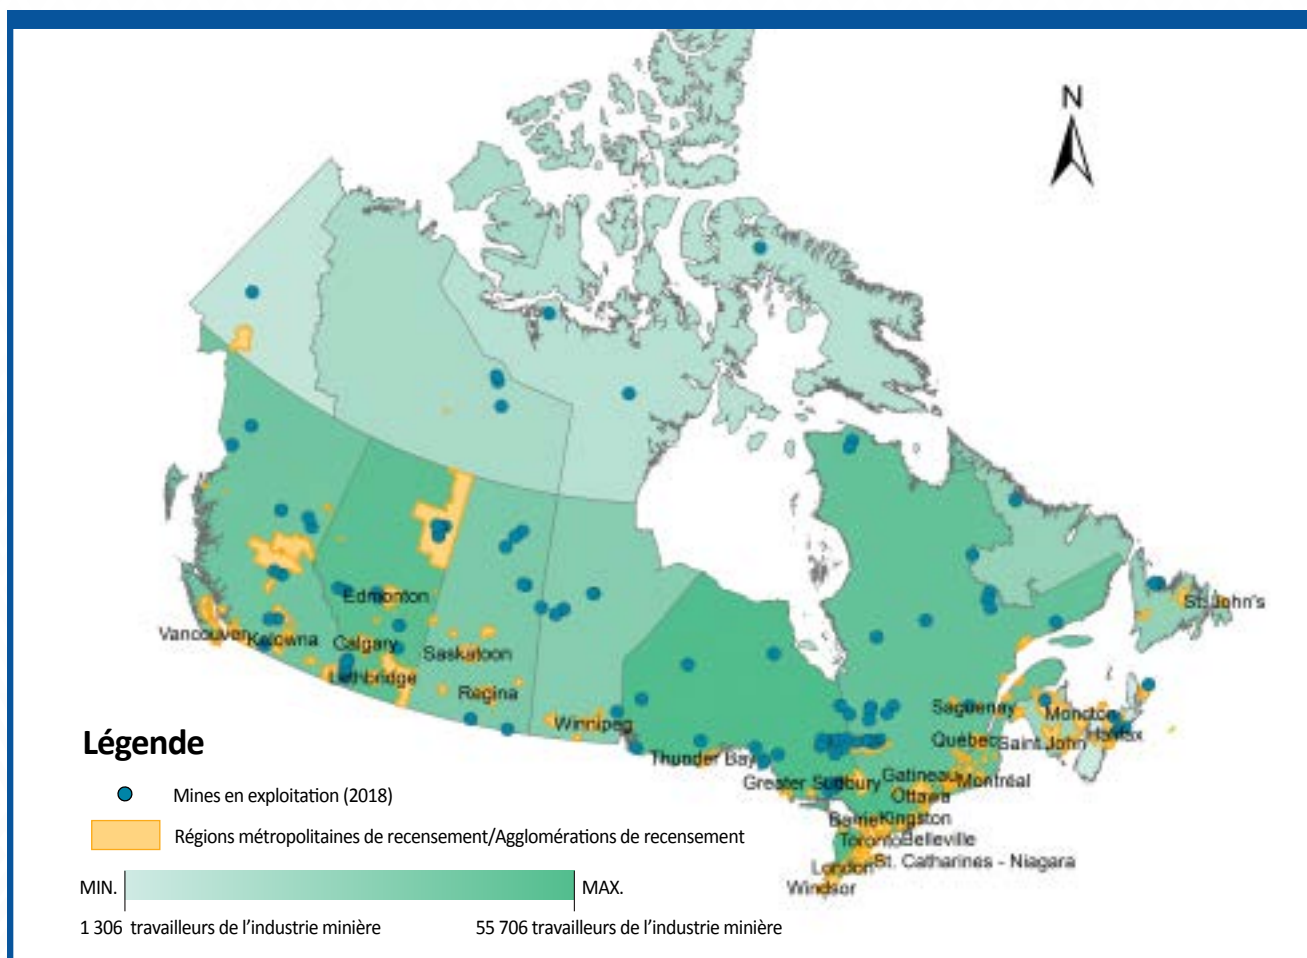 N
Edmonton
Vancouver
Kelowna
Calgary
Saskatoon
Lethbridge
Regina
Winnipeg
Thunder Bay
Greater Sudbury
Saguenay
Québec
Gatineau
Montréal
Ottawa
Moncton
Saint John
Halifax
St. John's
Barrie
Kingston
Toronto
Belleville
London
St. Catharines - Niagara
Windsor
Légende
Mines en exploitation (2018)
Régions métropolitaines de recensement/Agglomérations de recensement
MIN.
MAX.
1 306 travailleurs de l'industrie minière
55 706 travailleurs de l'industrie minière